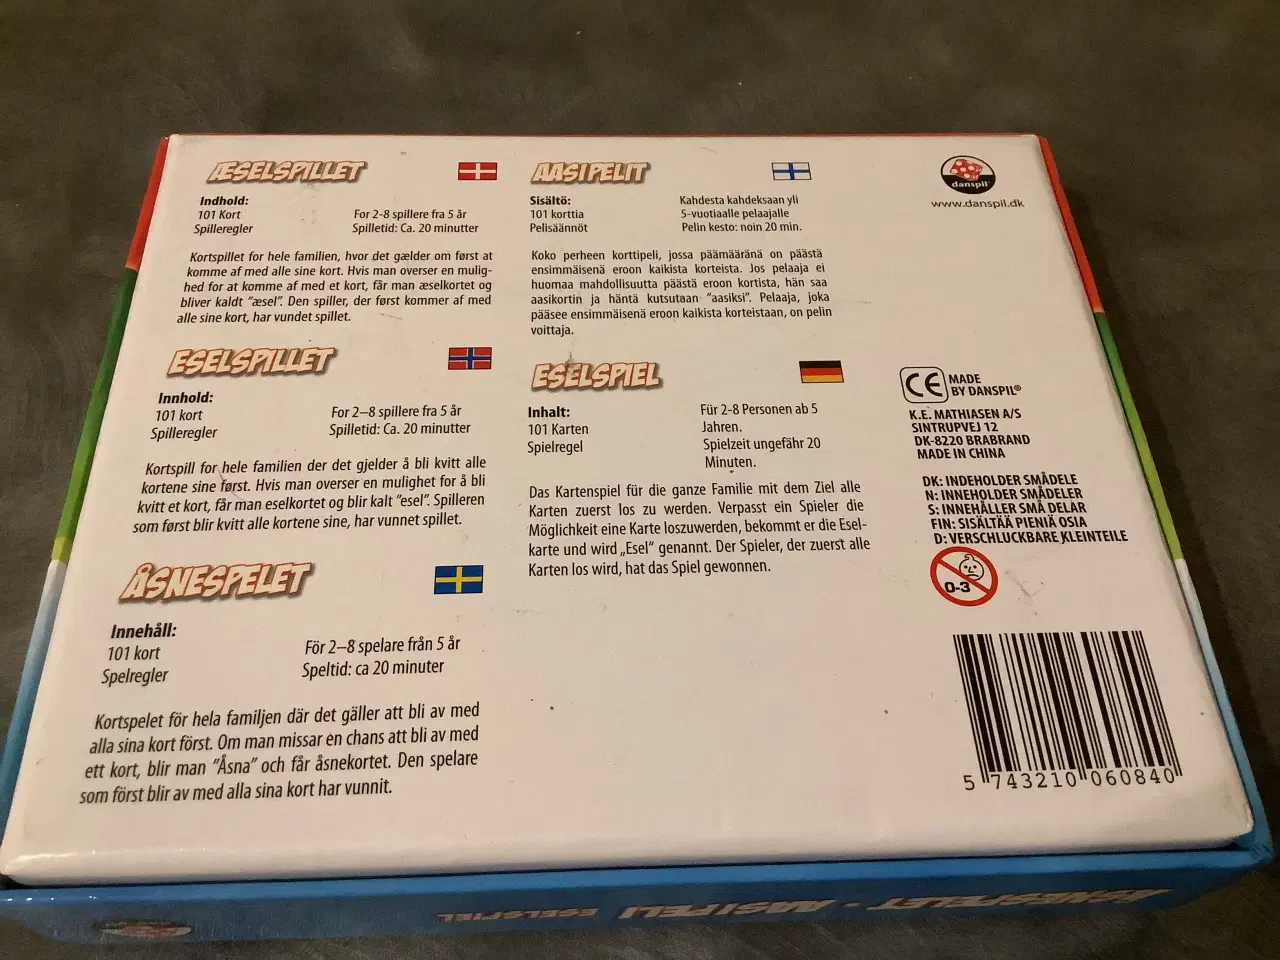 ÆSELSPILLET
Indhold:
101 Kort
Spilleregler
For 2-8 spillere fra 5 år
Spilletid: Ca. 20 minutter
Kortspillet for hele familien, hvor det gælder om først at
komme af med alle sine kort. Hvis man overser en mulig-
hed for at komme af med et kort, får man æselkortet og
bliver kaldt "æsel". Den spiller, der først kommer af med
alle sine kort, har vundet spillet.
ESELSPILLET
Innhold:
101 kort
Spilleregler
For 2–8 spillere fra 5 år
Spilletid: Ca. 20 minutter
Kortspill for hele familien der det gjelder å bli kvitt alle
kortene sine først. Hvis man overser en mulighet for å bli
kvitt et kort, får man eselkortet og blir kalt "esel". Spilleren
som først blir kvitt alle kortene sine, har vunnet spillet.
ÅSNESPELET
Innehåll:
101 kort
Spelregler
För 2–8 spelare från 5 år
Speltid: ca 20 minuter
Kortspelet för hela familjen där det gäller att bli av med
alla sina kort först. Om man missar en chans att bli av med
ett kort, blir man "Åsna" och får åsnekortet. Den spelare
som först blir av med alla sina kort har vunnit.
AASIPELIT
Sisältö:
101 korttia
Pelisäännöt
Kahdesta kahdeksaan yli
5-vuotiaalle pelaajalle
Pelin kesto: noin 20 min.
Koko perheen korttipeli, jossa päämääränä on päästä
ensimmäisenä eroon kaikista korteista. Jos pelaaja ei
huomaa mahdollisuutta päästä eroon kortista, hän saa
aasikortin ja häntä kutsutaan "aasiksi". Pelaaja, joka
pääsee ensimmäisenä eroon kaikista korteistaan, on pelin
voittaja.
ESELSPIEL
Inhalt:
101 Karten
Spielregel
Für 2-8 Personen ab 5
Jahren.
Spielzeit ungefähr 20
Minuten.
Das Kartenspiel für die ganze Familie mit dem Ziel alle
Karten zuerst los zu werden. Verpasst ein Spieler die
Möglichkeit eine Karte loszuwerden, bekommt er die Esel-
karte und wird „Esel" genannt. Der Spieler, der zuerst alle
Karten los wird, hat das Spiel gewonnen.
danspil
www.danspil.dk
CE MADE
BY DANSPIL®
K.E. MATHIASEN A/S
SINTRUPVEJ 12
DK-8220 BRABRAND
MADE IN CHINA
DK: INDEHOLDER SMÅDELE
N: INNEHOLDER SMÅDELER
S: INNEHÅLLER SMÅ DELAR
FIN: SISÄLTÄÄ PIENIÄ OSIA
D: VERSCHLUCKBARE KLEINTEILE
0-3
5 743210 060840
ÅSNESPELET · AASIPELI ESELSPIEL